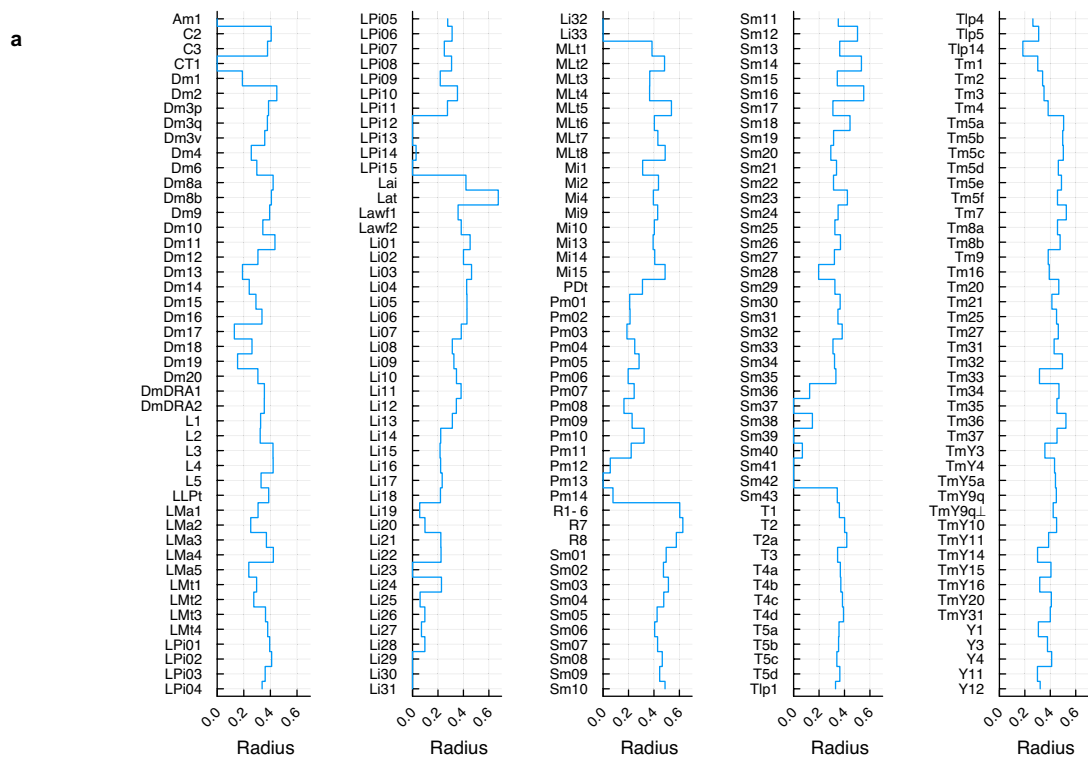 a
Am1
C2
C3
CT1
Dm1
Dm2
Dm3p
Dm3q
Dm3v
Dm4
Dm6
Dm8a
Dm8b
Dm9
Dm10
Dm11
Dm12
Dm13
Dm14
Dm15
Dm16
Dm17
Dm18
Dm19
Dm20
DmDRA1
DmDRA2
L1
L2
L3
L4
L5
LLPt
LMa1
LMa2
LMa3
LMa4
LMa5
LMt1
LMt2
LMt3
LMt4
LPi01
LPi02
LPi03
LPi04
0.0 0.2 0.4 0.6
Radius
LPi05
LPi06
LPi07
LPi08
LPi09
LPi10
LPi11
LPi12
LPi13
LPi14
LPi15
Lai
Lat
Lawf1
Lawf2
Li01
Li02
Li03
Li04
Li05
Li06
Li07
Li08
Li09
Li10
Li11
Li12
Li13
Li14
Li15
Li16
Li17
Li18
Li19
Li20
Li21
Li22
Li23
Li24
Li25
Li26
Li27
Li28
Li29
Li30
Li31
0.0 0.2 0.4 0.6
Radius
Li32
Li33
MLt1
MLt2
MLt3
MLt4
MLt5
MLt6
MLt7
MLt8
Mi1
Mi2
Mi4
Mi9
Mi10
Mi13
Mi14
Mi15
PDt
Pm01
Pm02
Pm03
Pm04
Pm05
Pm06
Pm07
Pm08
Pm09
Pm10
Pm11
Pm12
Pm13
Pm14
R1- 6
R7
R8
Sm01
Sm02
Sm03
Sm04
Sm05
Sm06
Sm07
Sm08
Sm09
Sm10
0.0 0.2 0.4 0.6
Radius
Sm11
Sm12
Sm13
Sm14
Sm15
Sm16
Sm17
Sm18
Sm19
Sm20
Sm21
Sm22
Sm23
Sm24
Sm25
Sm26
Sm27
Sm28
Sm29
Sm30
Sm31
Sm32
Sm33
Sm34
Sm35
Sm36
Sm37
Sm38
Sm39
Sm40
Sm41
Sm42
Sm43
T1
T2
T2a
T3
T4a
T4b
T4c
T4d
T5a
T5b
T5c
T5d
Tlp1
0.0 0.2 0.4 0.6
Radius
Tlp4
Tlp5
Tlp14
Tm1
Tm2
Tm3
Tm4
Tm5a
Tm5b
Tm5c
Tm5d
Tm5e
Tm5f
Tm7
Tm8a
Tm8b
Tm9
Tm16
Tm20
Tm21
Tm25
Tm27
Tm31
Tm32
Tm33
Tm34
Tm35
Tm36
Tm37
TmY3
TmY4
TmY5a
TmY9q
TmY9q⊥
TmY10
TmY11
TmY14
TmY15
TmY16
TmY20
TmY31
Y1
Y3
Y4
Y11
Y12
0.0 0.2 0.4 0.6
Radius